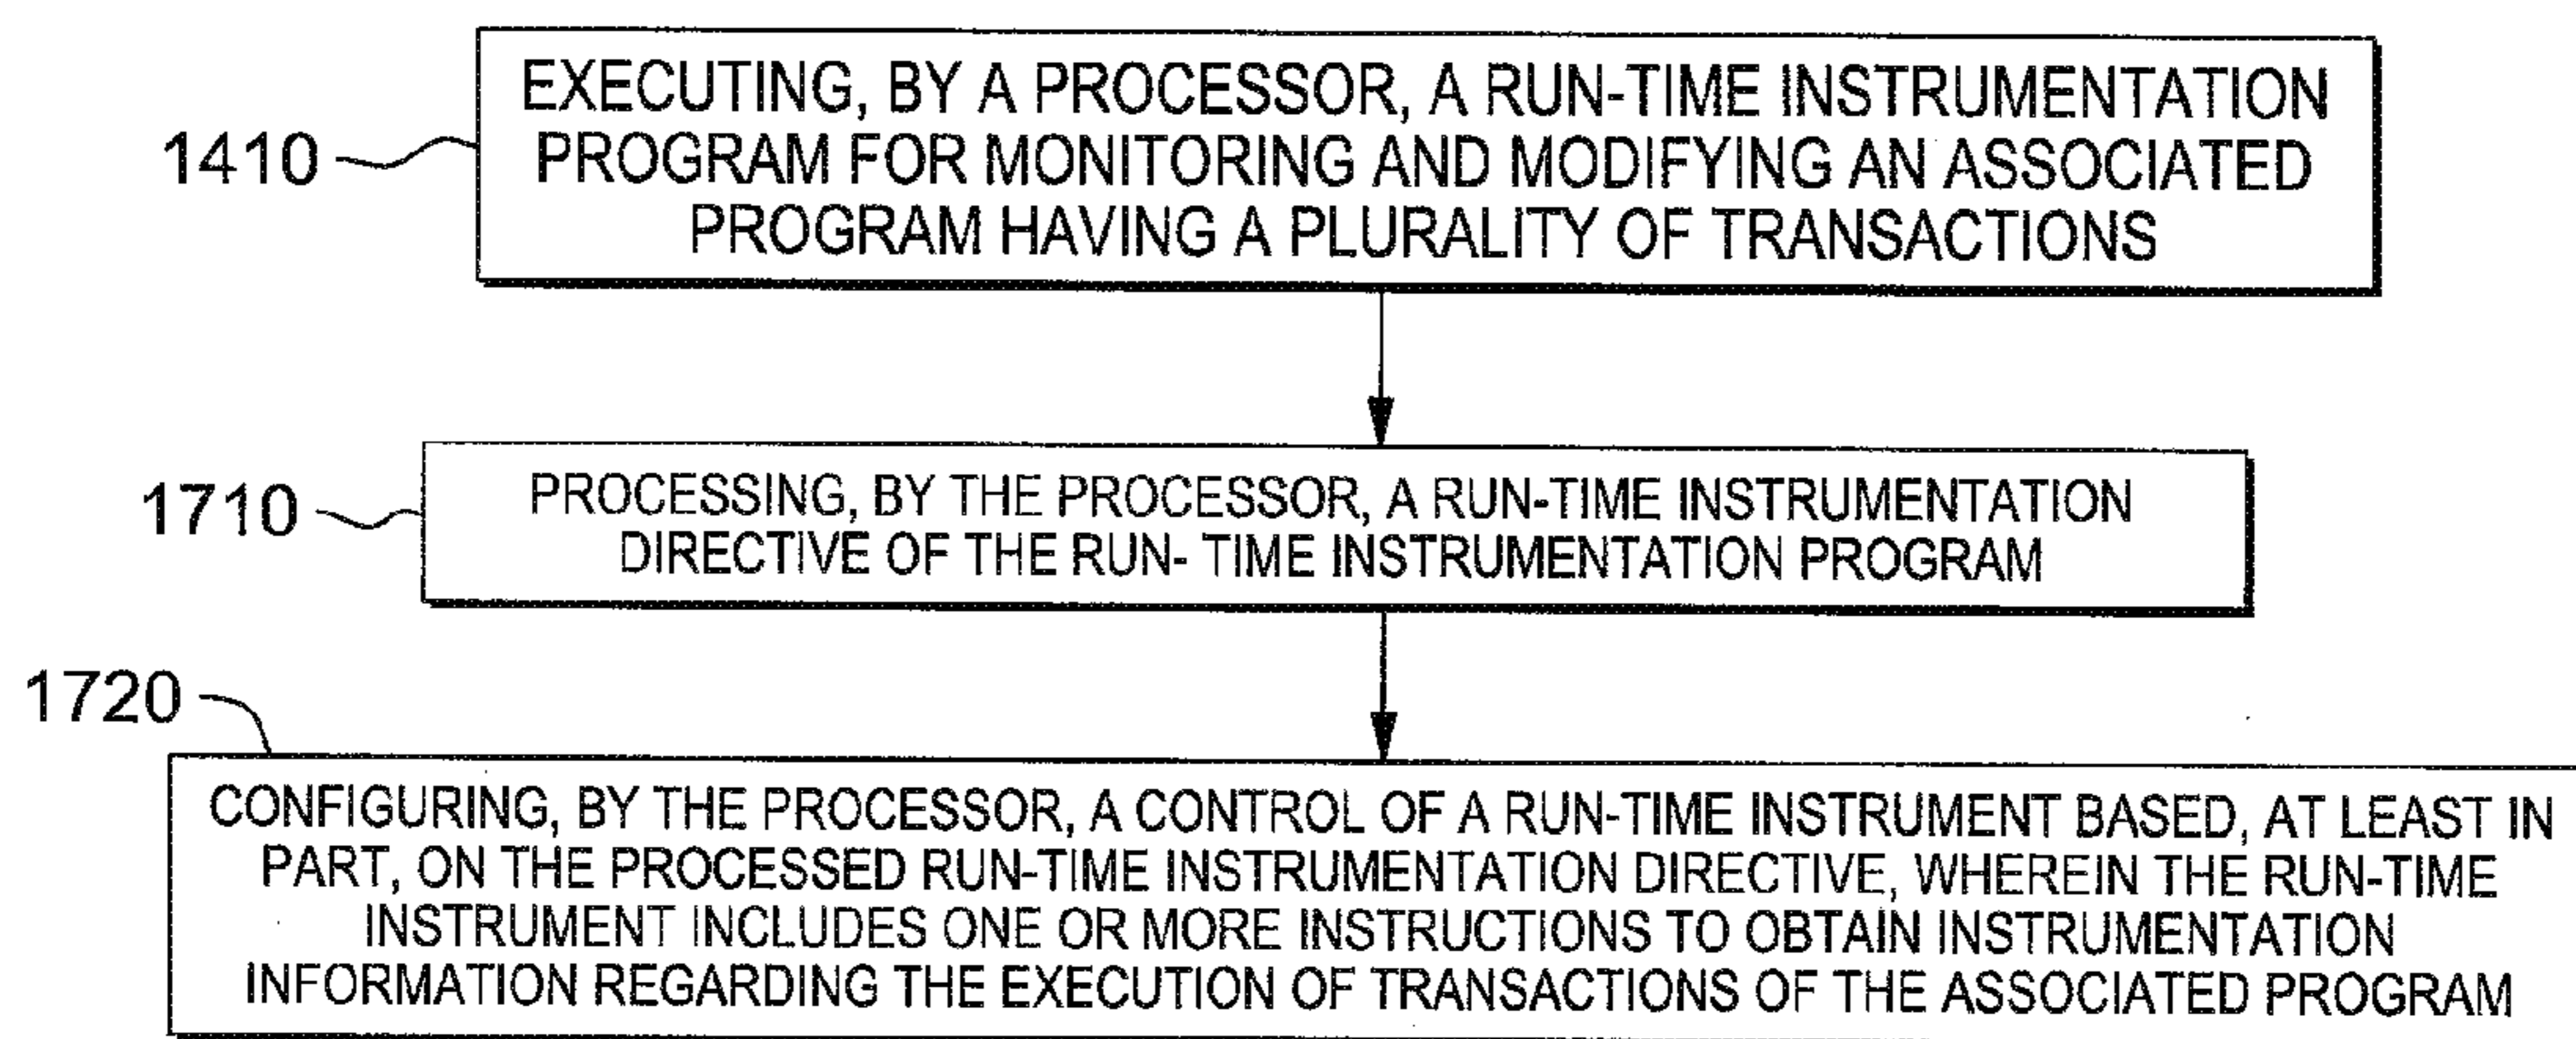 EXECUTING, BY A PROCESSOR, A RUN-TIME INSTRUMENTATION
PROGRAM FOR MONITORING AND MODIFYING AN ASSOCIATED
PROGRAM HAVING A PLURALITY OF TRANSACTIONS
1410
PROCESSING, BY THE PROCESSOR, A RUN-TIME INSTRUMENTATION
DIRECTIVE OF THE RUN- TIME INSTRUMENTATION PROGRAM
1710
1720
CONFIGURING, BY THE PROCESSOR, A CONTROL OF A RUN-TIME INSTRUMENT BASED, AT LEAST IN
PART, ON THE PROCESSED RUN-TIME INSTRUMENTATION DIRECTIVE, WHEREIN THE RUN-TIME
INSTRUMENT INCLUDES ONE OR MORE INSTRUCTIONS TO OBTAIN INSTRUMENTATION
INFORMATION REGARDING THE EXECUTION OF TRANSACTIONS OF THE ASSOCIATED PROGRAM